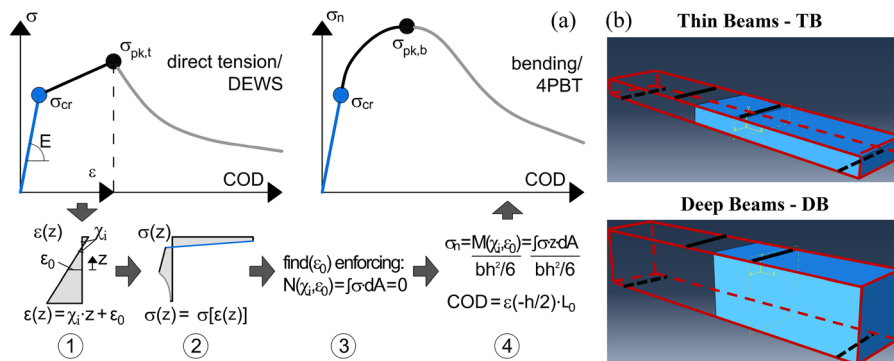 (a)
σ
σpk,t
direct tension/
DEWS
σcr
E
ε
COD
σn
σpk,b
bending/
4PBT
σcr
COD
ε(z)
χi
ε0
z
ε(z)=χi·z+ε0
1
σ(z)
σ(z)= σ[ε(z)]
2
find(ε0) enforcing:
N(χi,ε0)=∫σ·dA=0
3
σn=M(χi,ε0)=∫σ·z·dA
bh²/6 bh²/6
COD=ε(-h/2)·L0
4
(b)
Thin Beams - TB
Deep Beams - DB